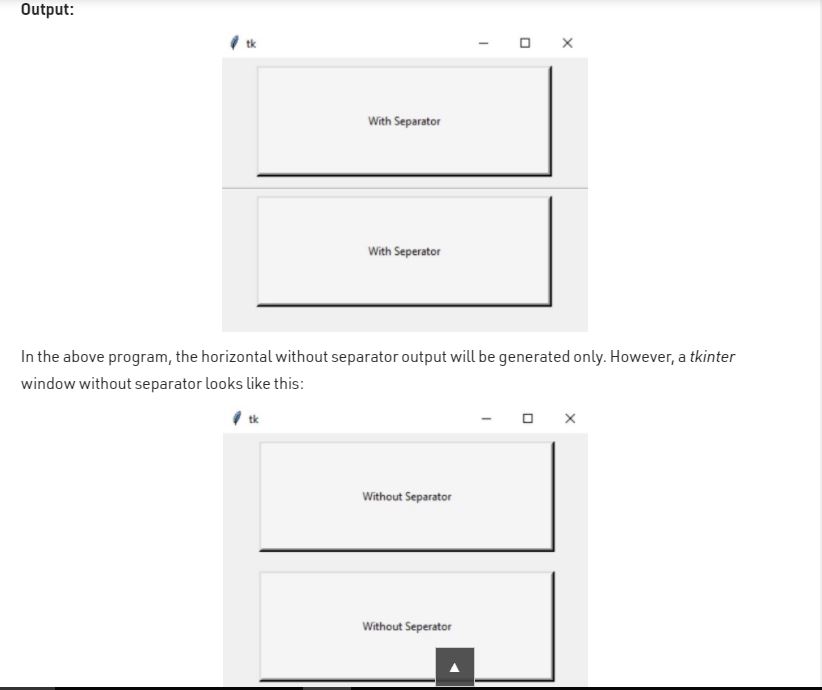 Output:
tk
With Separator
With Seperator
In the above program, the horizontal without separator output will be generated only. However, a tkinter
window without separator looks like this:
tk
Without Separator
Without Seperator